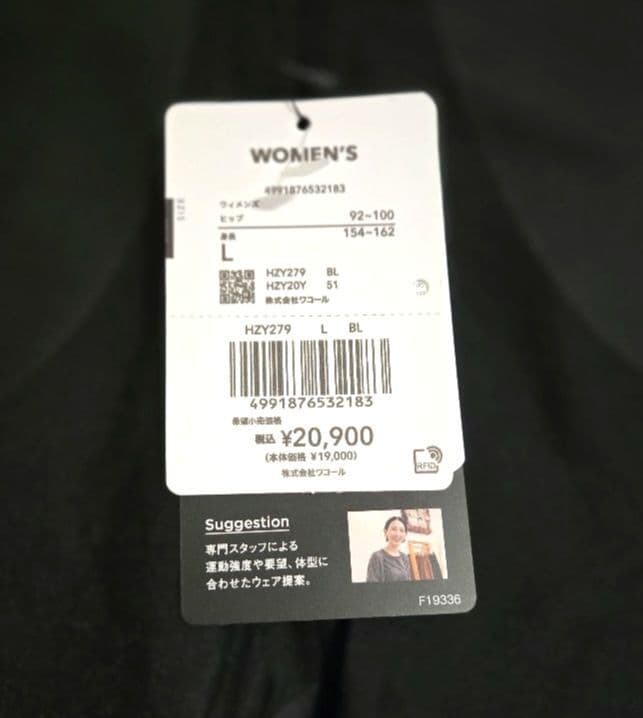 WOMEN'S
4991876532183
ウィメンズ
ヒップ 92~100
身長 154~162
L
HZY279 BL
HZY20Y 51
株式会社ワコール
HZY279 L BL
4991876532183
希望小売価格
税込 ¥20,900
(本体価格 ¥19,000)
株式会社ワコール
RFID
Suggestion
専門スタッフによる
運動強度や要望、体型に
合わせたウェア提案。
F19336